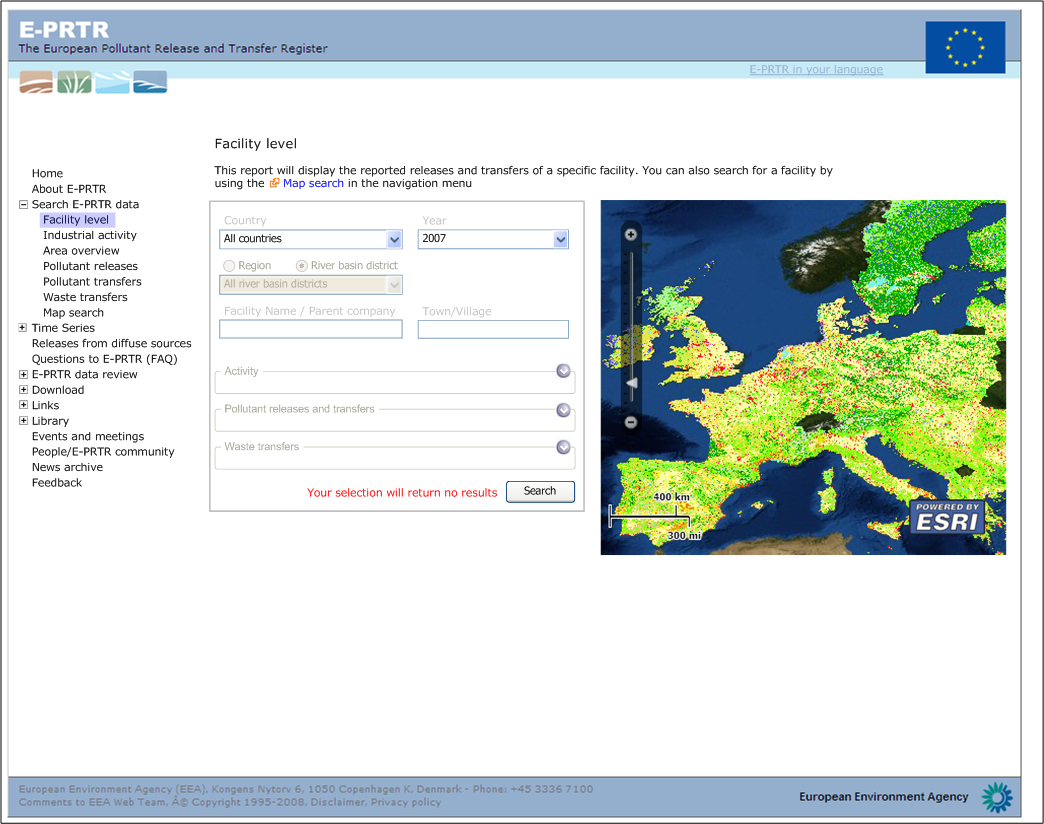 E-PRTR
The European Pollutant Release and Transfer Register
E-PRTR in your language
Facility level
This report will display the reported releases and transfers of a specific facility. You can also search for a facility by
using the Map search in the navigation menu
Home
About E-PRTR
Search E-PRTR data
Facility level
Industrial activity
Area overview
Pollutant releases
Pollutant transfers
Waste transfers
Map search
Time Series
Releases from diffuse sources
Questions to E-PRTR (FAQ)
E-PRTR data review
Download
Links
Library
Events and meetings
People/E-PRTR community
News archive
Feedback
Country Year
All countries 2007
Region River basin district
All river basin districts
Facility Name / Parent company Town/Village
Activity
Pollutant releases and transfers
Waste transfers
Your selection will return no results Search
400 km
300 mi
POWERED BY
ESRI
European Environment Agency (EEA), Kongens Nytorv 6, 1050 Copenhagen K, Denmark - Phone: +45 3336 7100
Comments to EEA Web Team, Â© Copyright 1995-2008. Disclaimer. Privacy policy
European Environment Agency